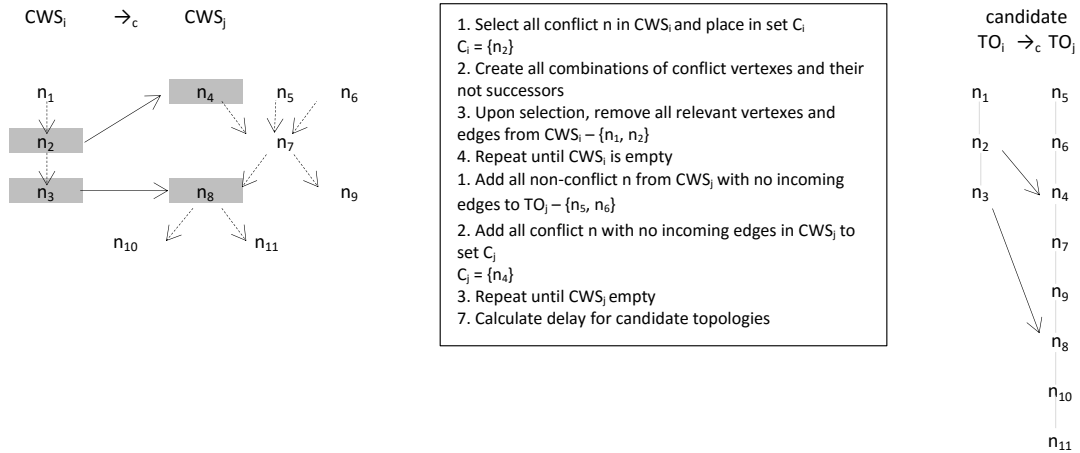 CWSi →c CWSj
n1
n4 n5 n6
n2
n7
n3 n8 n9
n10 n11
1. Select all conflict n in CWSi and place in set Ci
Ci = {n2}
2. Create all combinations of conflict vertexes and their
not successors
3. Upon selection, remove all relevant vertexes and
edges from CWSi – {n1, n2}
4. Repeat until CWSi is empty
1. Add all non-conflict n from CWSj with no incoming
edges to TOj – {n5, n6}
2. Add all conflict n with no incoming edges in CWSj to
set Cj
Cj = {n4}
3. Repeat until CWSj empty
7. Calculate delay for candidate topologies
candidate
TOi →c TOj
n1 n5
n2 n6
n3 n4
n7
n9
n8
n10
n11